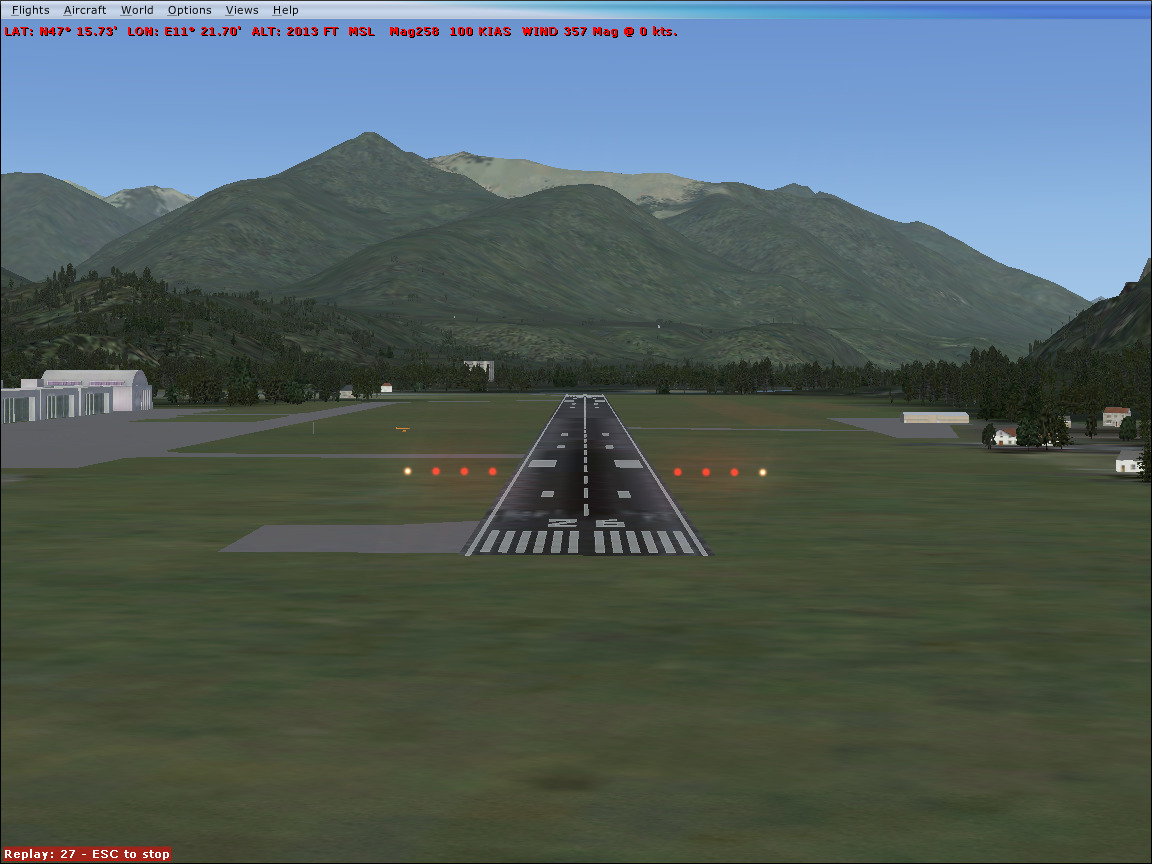 Flights Aircraft World Options Views Help
LAT: N47° 15.73' LON: E11° 21.70' ALT: 2013 FT MSL Mag258 100 KIAS WIND 357 Mag @ 0 kts.
26
Replay: 27 - ESC to stop